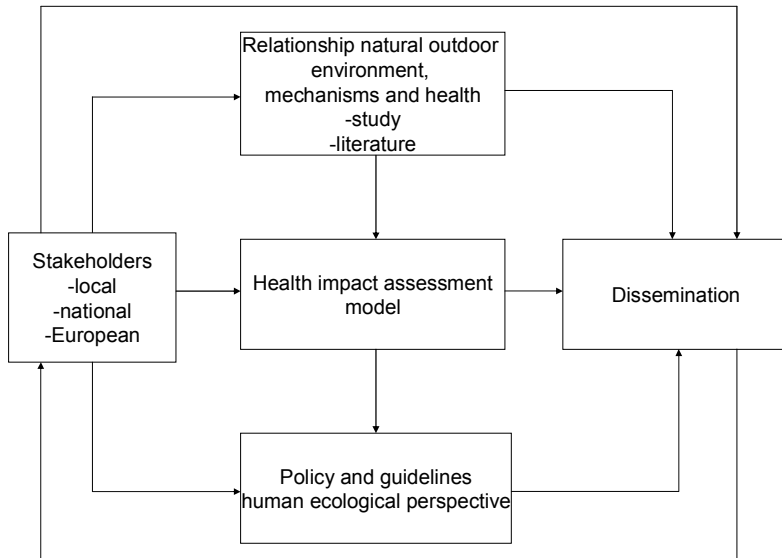 Relationship natural outdoor
environment,
mechanisms and health
-study
-literature
Stakeholders
-local
-national
-European
Health impact assessment
model
Dissemination
Policy and guidelines
human ecological perspective